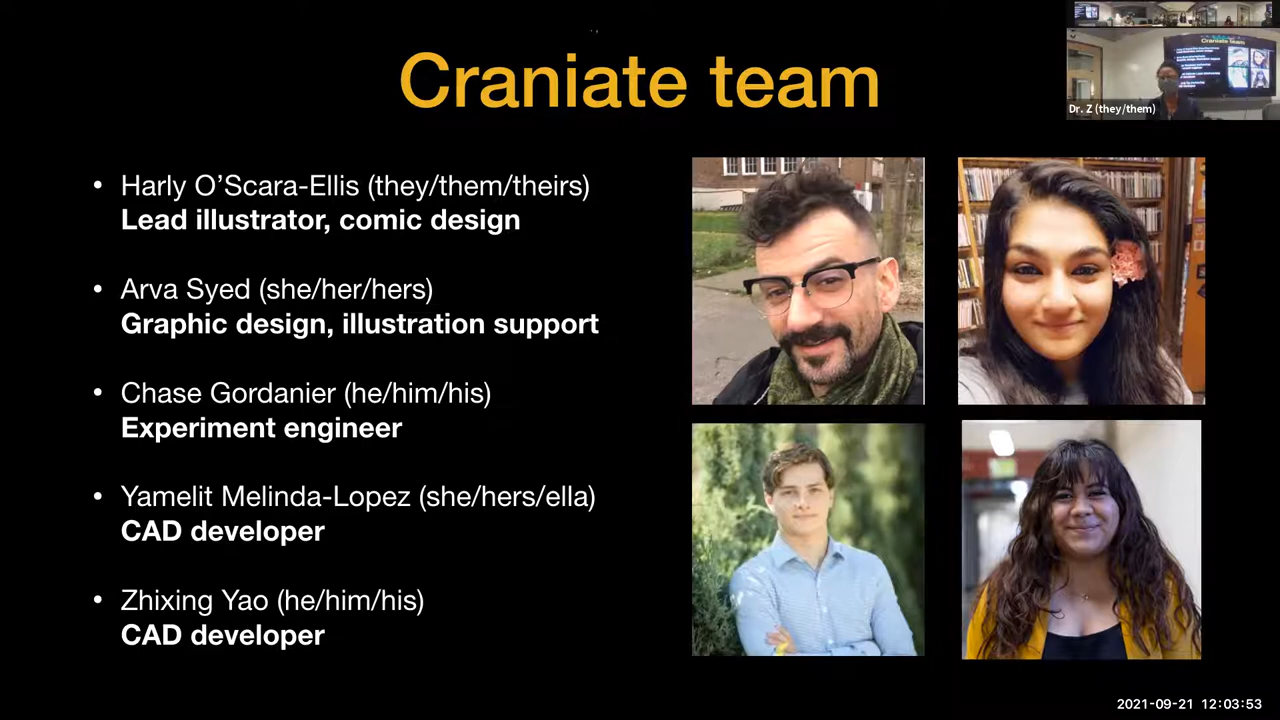 Craniate team
Dr. Z (they/them)
• Harly O’Scara-Ellis (they/them/theirs)
Lead illustrator, comic design
• Arva Syed (she/her/hers)
Graphic design, illustration support
• Chase Gordanier (he/him/his)
Experiment engineer
• Yamelit Melinda-Lopez (she/hers/ella)
CAD developer
• Zhixing Yao (he/him/his)
CAD developer
2021-09-21 12:03:53